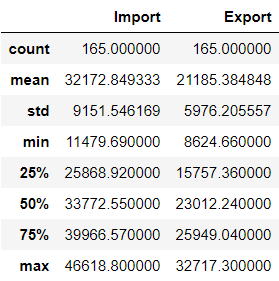 Import Export
count 165.000000 165.000000
mean 32172.849333 21185.384848
std 9151.546169 5976.205557
min 11479.690000 8624.660000
25% 25868.920000 15757.360000
50% 33772.550000 23012.240000
75% 39966.570000 25949.040000
max 46618.800000 32717.300000